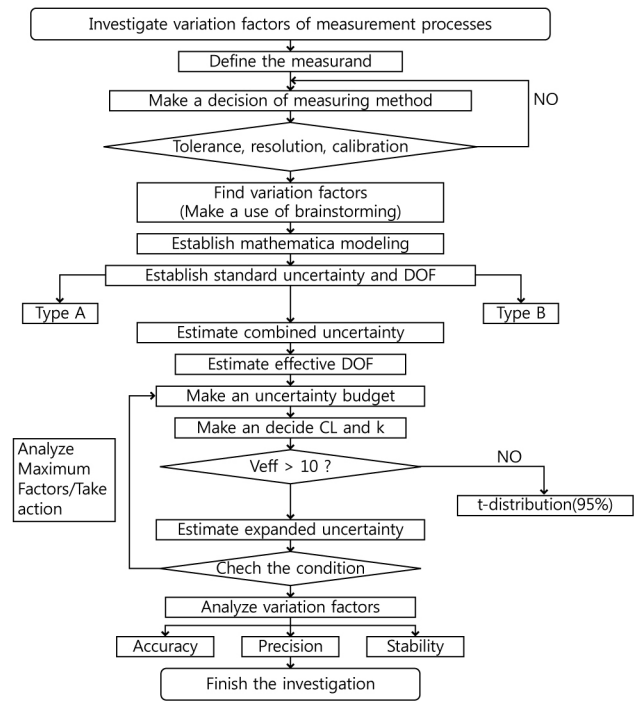 Investigate variation factors of measurement processes
Define the measurand
Make a decision of measuring method
NO
Tolerance, resolution, calibration
Find variation factors
(Make a use of brainstorming)
Establish mathematica modeling
Establish standard uncertainty and DOF
Type A
Type B
Estimate combined uncertainty
Estimate effective DOF
Make an uncertainty budget
Make an decide CL and k
Analyze
Maximum
Factors/Take
action
Veff > 10 ?
NO
t-distribution(95%)
Estimate expanded uncertainty
Chech the condition
Analyze variation factors
Accuracy
Precision
Stability
Finish the investigation